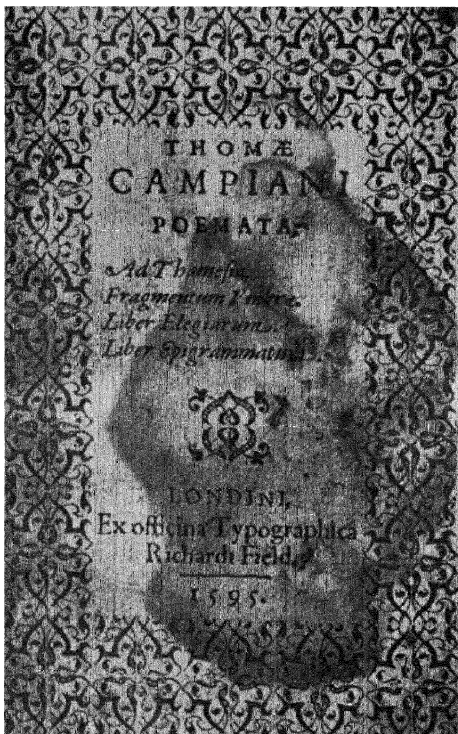 THOMÆ
CAMPIANI
POEMATA.
Ad Thamesin.
Fragmentum Umbræ.
Liber Elegiarum.
Liber Epigrammatum.
LONDINI,
Ex officina Typographica
Richardi Field.
1595.